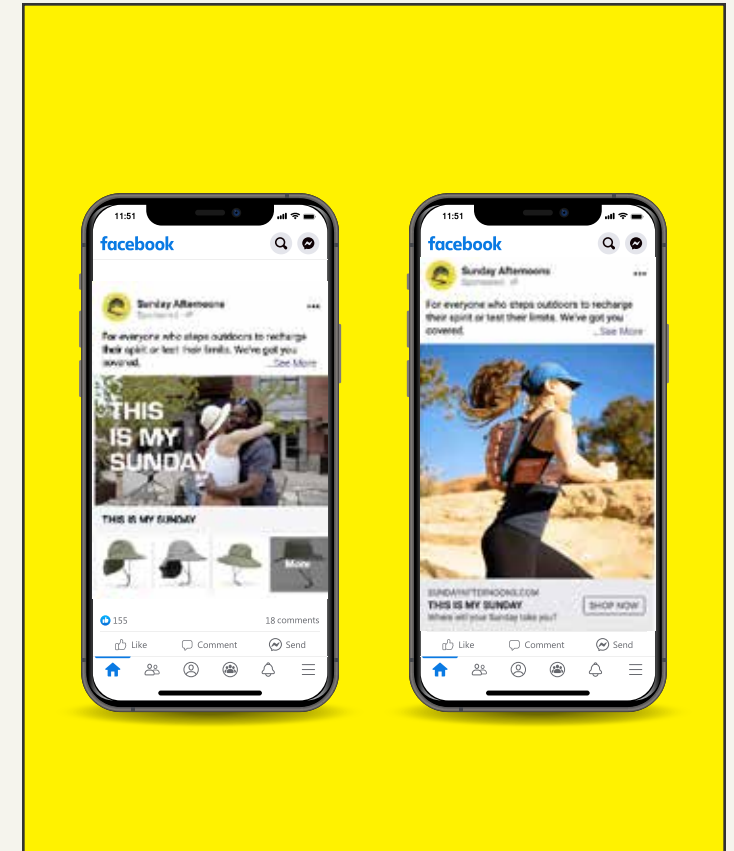 11:51
facebook
Sunday Afternoons
Sponsored
For everyone who steps outdoors to recharge
their spirit or test their limits. We've got you
covered. ...See More
THIS
IS MY
SUNDAY
THIS IS MY SUNDAY
More
155 18 comments
Like Comment Send
11:51
facebook
Sunday Afternoons
Sponsored
For everyone who steps outdoors to recharge
their spirit or test their limits. We've got you
covered. ...See More
SUNDAYAFTERNOONS.COM
THIS IS MY SUNDAY
SHOP NOW
Where will your Sunday take you?
Like Comment Send